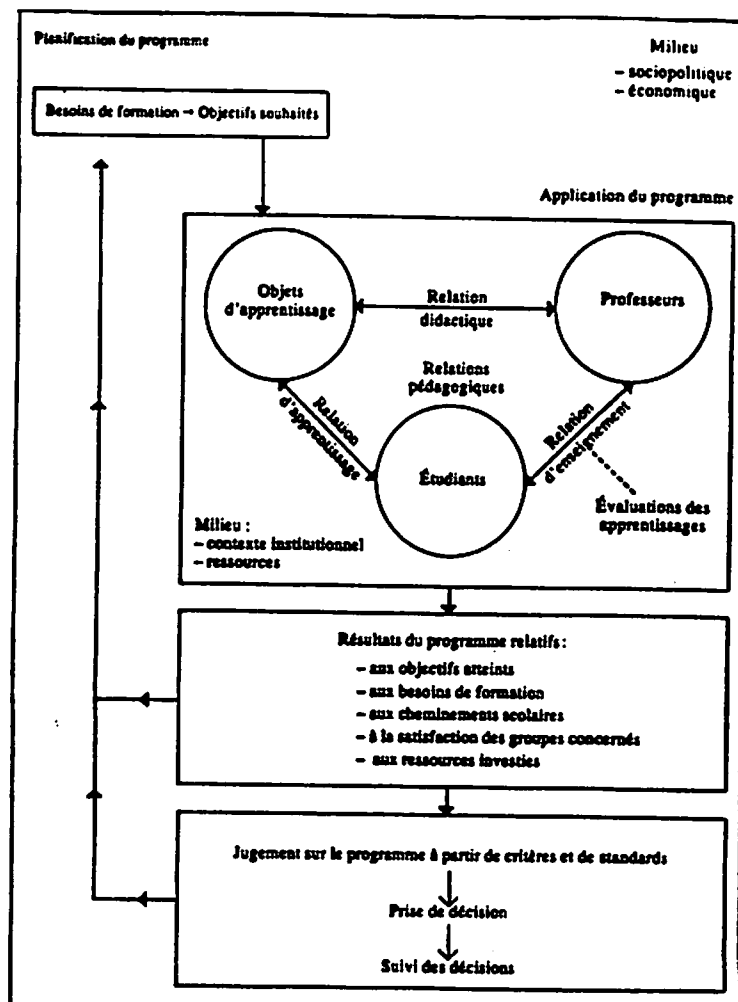 Planification du programme
Milieu
– sociopolitique
– économique
Besoins de formation → Objectifs souhaités
Application du programme
Objets
d'apprentissage
Relation
didactique
Professeurs
Relations
pédagogiques
Relation
d'apprentissage
Relation
d'enseignement
Étudiants
Évaluations des
apprentissages
Milieu :
– contexte institutionnel
– ressources
Résultats du programme relatifs :
– aux objectifs atteints
– aux besoins de formation
– aux cheminements scolaires
– à la satisfaction des groupes concernés
– aux ressources investies
Jugement sur le programme à partir de critères et de standards
Prise de décision
Suivi des décisions